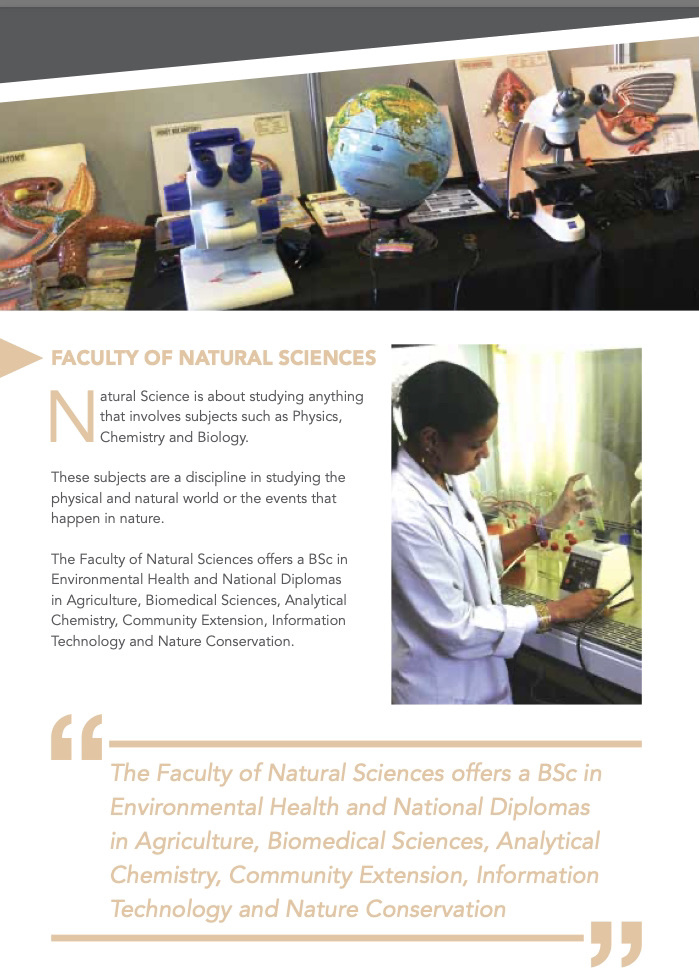 ATOMY
HONEY BEE ANATOMY
FACULTY OF NATURAL SCIENCES
Natural Science is about studying anything
that involves subjects such as Physics,
Chemistry and Biology.
These subjects are a discipline in studying the
physical and natural world or the events that
happen in nature.
The Faculty of Natural Sciences offers a BSc in
Environmental Health and National Diplomas
in Agriculture, Biomedical Sciences, Analytical
Chemistry, Community Extension, Information
Technology and Nature Conservation.
“The Faculty of Natural Sciences offers a BSc in
Environmental Health and National Diplomas
in Agriculture, Biomedical Sciences, Analytical
Chemistry, Community Extension, Information
Technology and Nature Conservation”